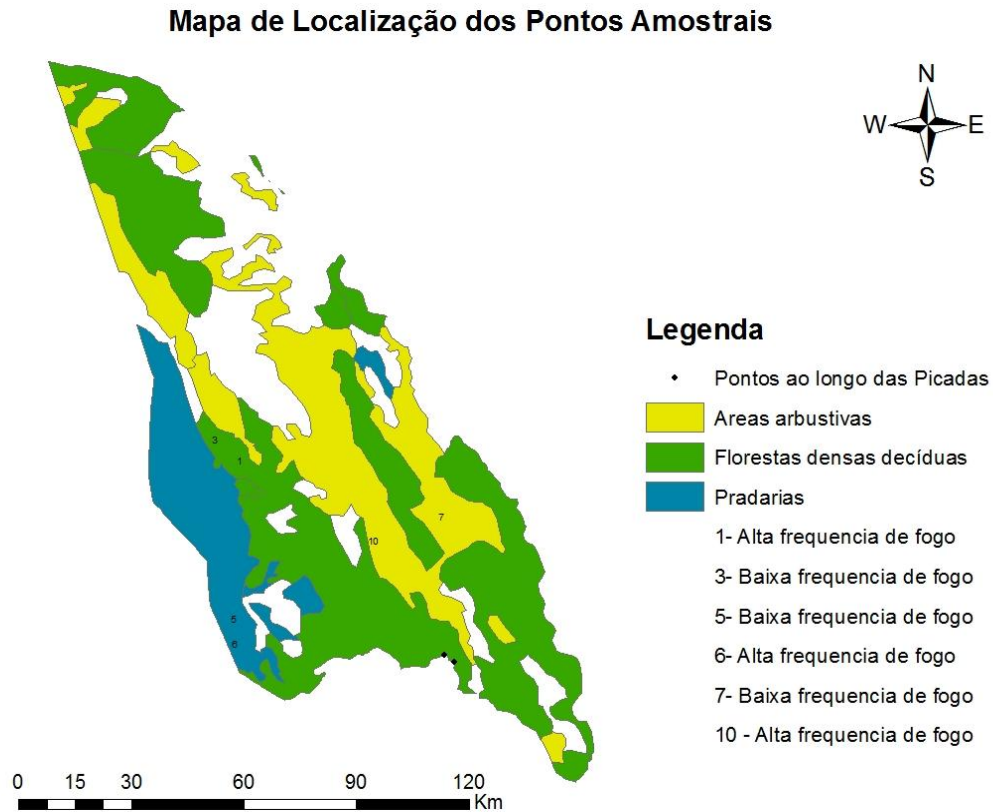 Mapa de Localização dos Pontos Amostrais
N
W E
S
Legenda
Pontos ao longo das Picadas
Areas arbustivas
Florestas densas decíduas
Pradarias
1- Alta frequencia de fogo
3- Baixa frequencia de fogo
5- Baixa frequencia de fogo
6- Alta frequencia de fogo
7- Baixa frequencia de fogo
10 - Alta frequencia de fogo
3
1
7
10
5
6
0 15 30 60 90 120
Km